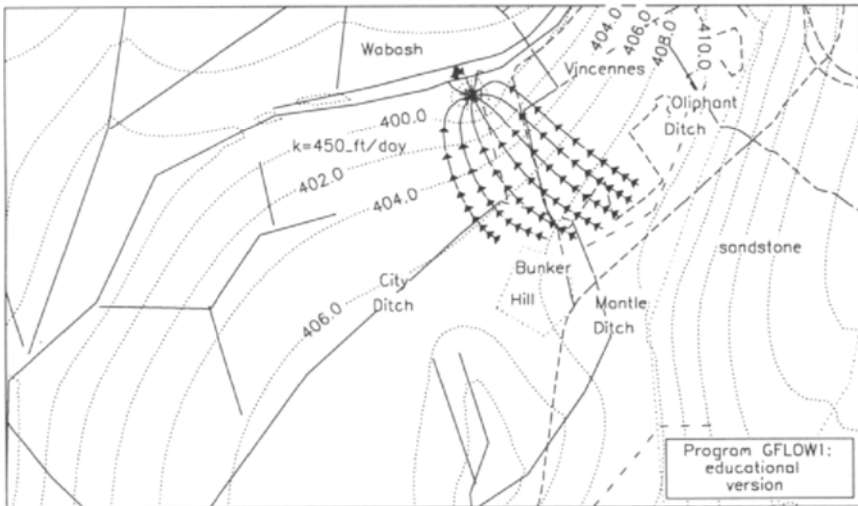 Wabash
Vincennes
404.0
406.0
408.0
410.0
Oliphant
Ditch
400.0
k=450_ft/day
402.0
404.0
sandstone
City
Ditch
Bunker
Hill
406.0
Mantle
Ditch
Program GFLOW1:
educational
version